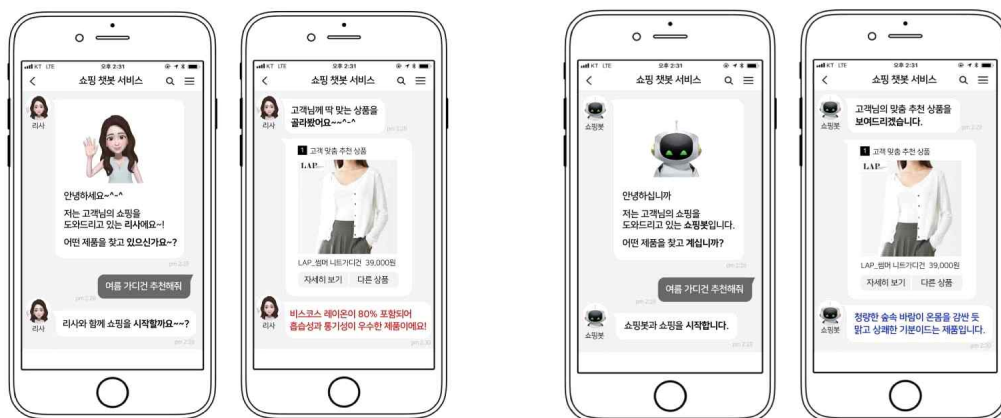 KT LTE
오후 2:31
쇼핑 챗봇 서비스
리사
안녕하세요~^-^
저는 고객님의 쇼핑을
도와드리고 있는 리사에요~!
어떤 제품을 찾고 있으신가요~?
여름 가디건 추천해줘
리사
리사와 함께 쇼핑을 시작할까요~~?
KT LTE
오후 2:31
쇼핑 챗봇 서비스
리사
고객님께 딱 맞는 상품을
골라봤어요~~^-^
1 고객 맞춤 추천 상품
LAP_
LAP_썸머 니트가디건 39,000원
자세히 보기
다른 상품
리사
비스코스 레이온이 80% 포함되어
흡습성과 통기성이 우수한 제품이에요!
KT LTE
오후 2:31
쇼핑 챗봇 서비스
쇼핑봇
안녕하십니까
저는 고객님의 쇼핑을
도와드리고 있는 쇼핑봇입니다.
어떤 제품을 찾고 계십니까?
여름 가디건 추천해줘
쇼핑봇
쇼핑봇과 쇼핑을 시작합니다.
KT LTE
오후 2:31
쇼핑 챗봇 서비스
쇼핑봇
고객님의 맞춤 추천 상품을
보여드리겠습니다.
1 고객 맞춤 추천 상품
LAP_
LAP_썸머 니트가디건 39,000원
자세히 보기
다른 상품
쇼핑봇
청량한 숲속 바람이 온몸을 감싼 듯
맑고 상쾌한 기분이드는 제품입니다.